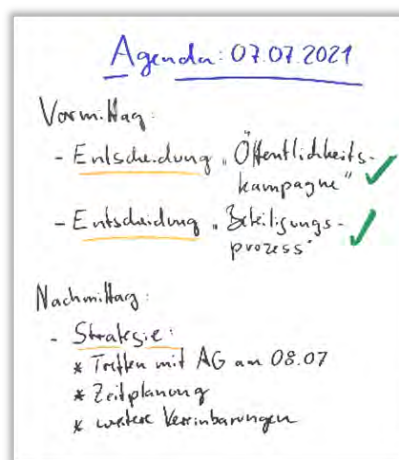 Agenda: 07.07.2021
Vormittag:
- Entscheidung „Öffentlichkeits-
kampagne"
- Entscheidung „Beteiligungs-
prozess"
Nachmittag:
- Strategie:
* Treffen mit AG am 08.07
* Zeitplanung
* weitere Vereinbarungen